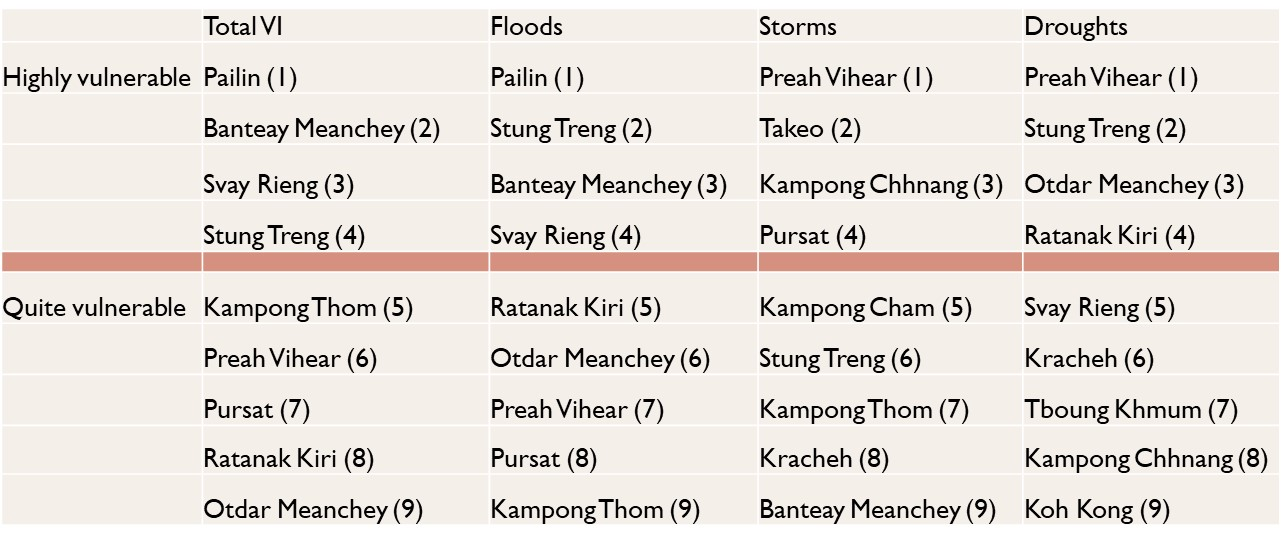 Total VI Floods Storms Droughts
Highly vulnerable Pailin (1) Pailin (1) Preah Vihear (1) Preah Vihear (1)
Banteay Meanchey (2) Stung Treng (2) Takeo (2) Stung Treng (2)
Svay Rieng (3) Banteay Meanchey (3) Kampong Chhnang (3) Otdar Meanchey (3)
Stung Treng (4) Svay Rieng (4) Pursat (4) Ratanak Kiri (4)
Quite vulnerable Kampong Thom (5) Ratanak Kiri (5) Kampong Cham (5) Svay Rieng (5)
Preah Vihear (6) Otdar Meanchey (6) Stung Treng (6) Kracheh (6)
Pursat (7) Preah Vihear (7) Kampong Thom (7) Tboung Khmum (7)
Ratanak Kiri (8) Pursat (8) Kracheh (8) Kampong Chhnang (8)
Otdar Meanchey (9) Kampong Thom (9) Banteay Meanchey (9) Koh Kong (9)